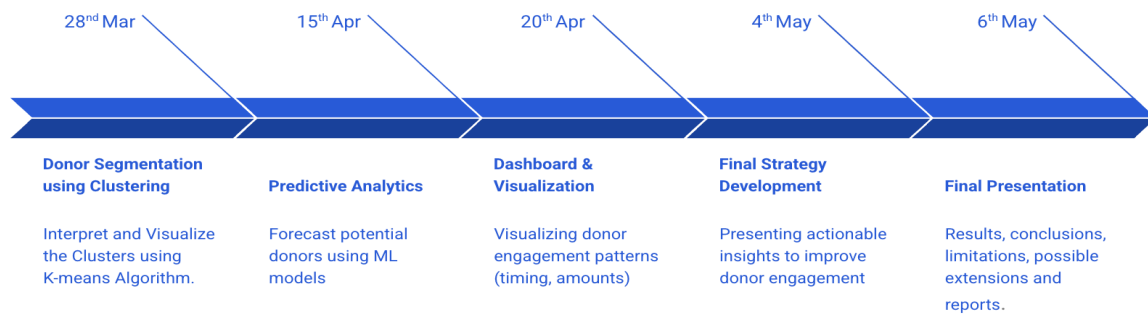 28nd Mar
15th Apr
20th Apr
4th May
6th May
Donor Segmentation
using Clustering
Interpret and Visualize
the Clusters using
K-means Algorithm.
Predictive Analytics
Forecast potential
donors using ML
models
Dashboard &
Visualization
Visualizing donor
engagement patterns
(timing, amounts)
Final Strategy
Development
Presenting actionable
insights to improve
donor engagement
Final Presentation
Results, conclusions,
limitations, possible
extensions and
reports.